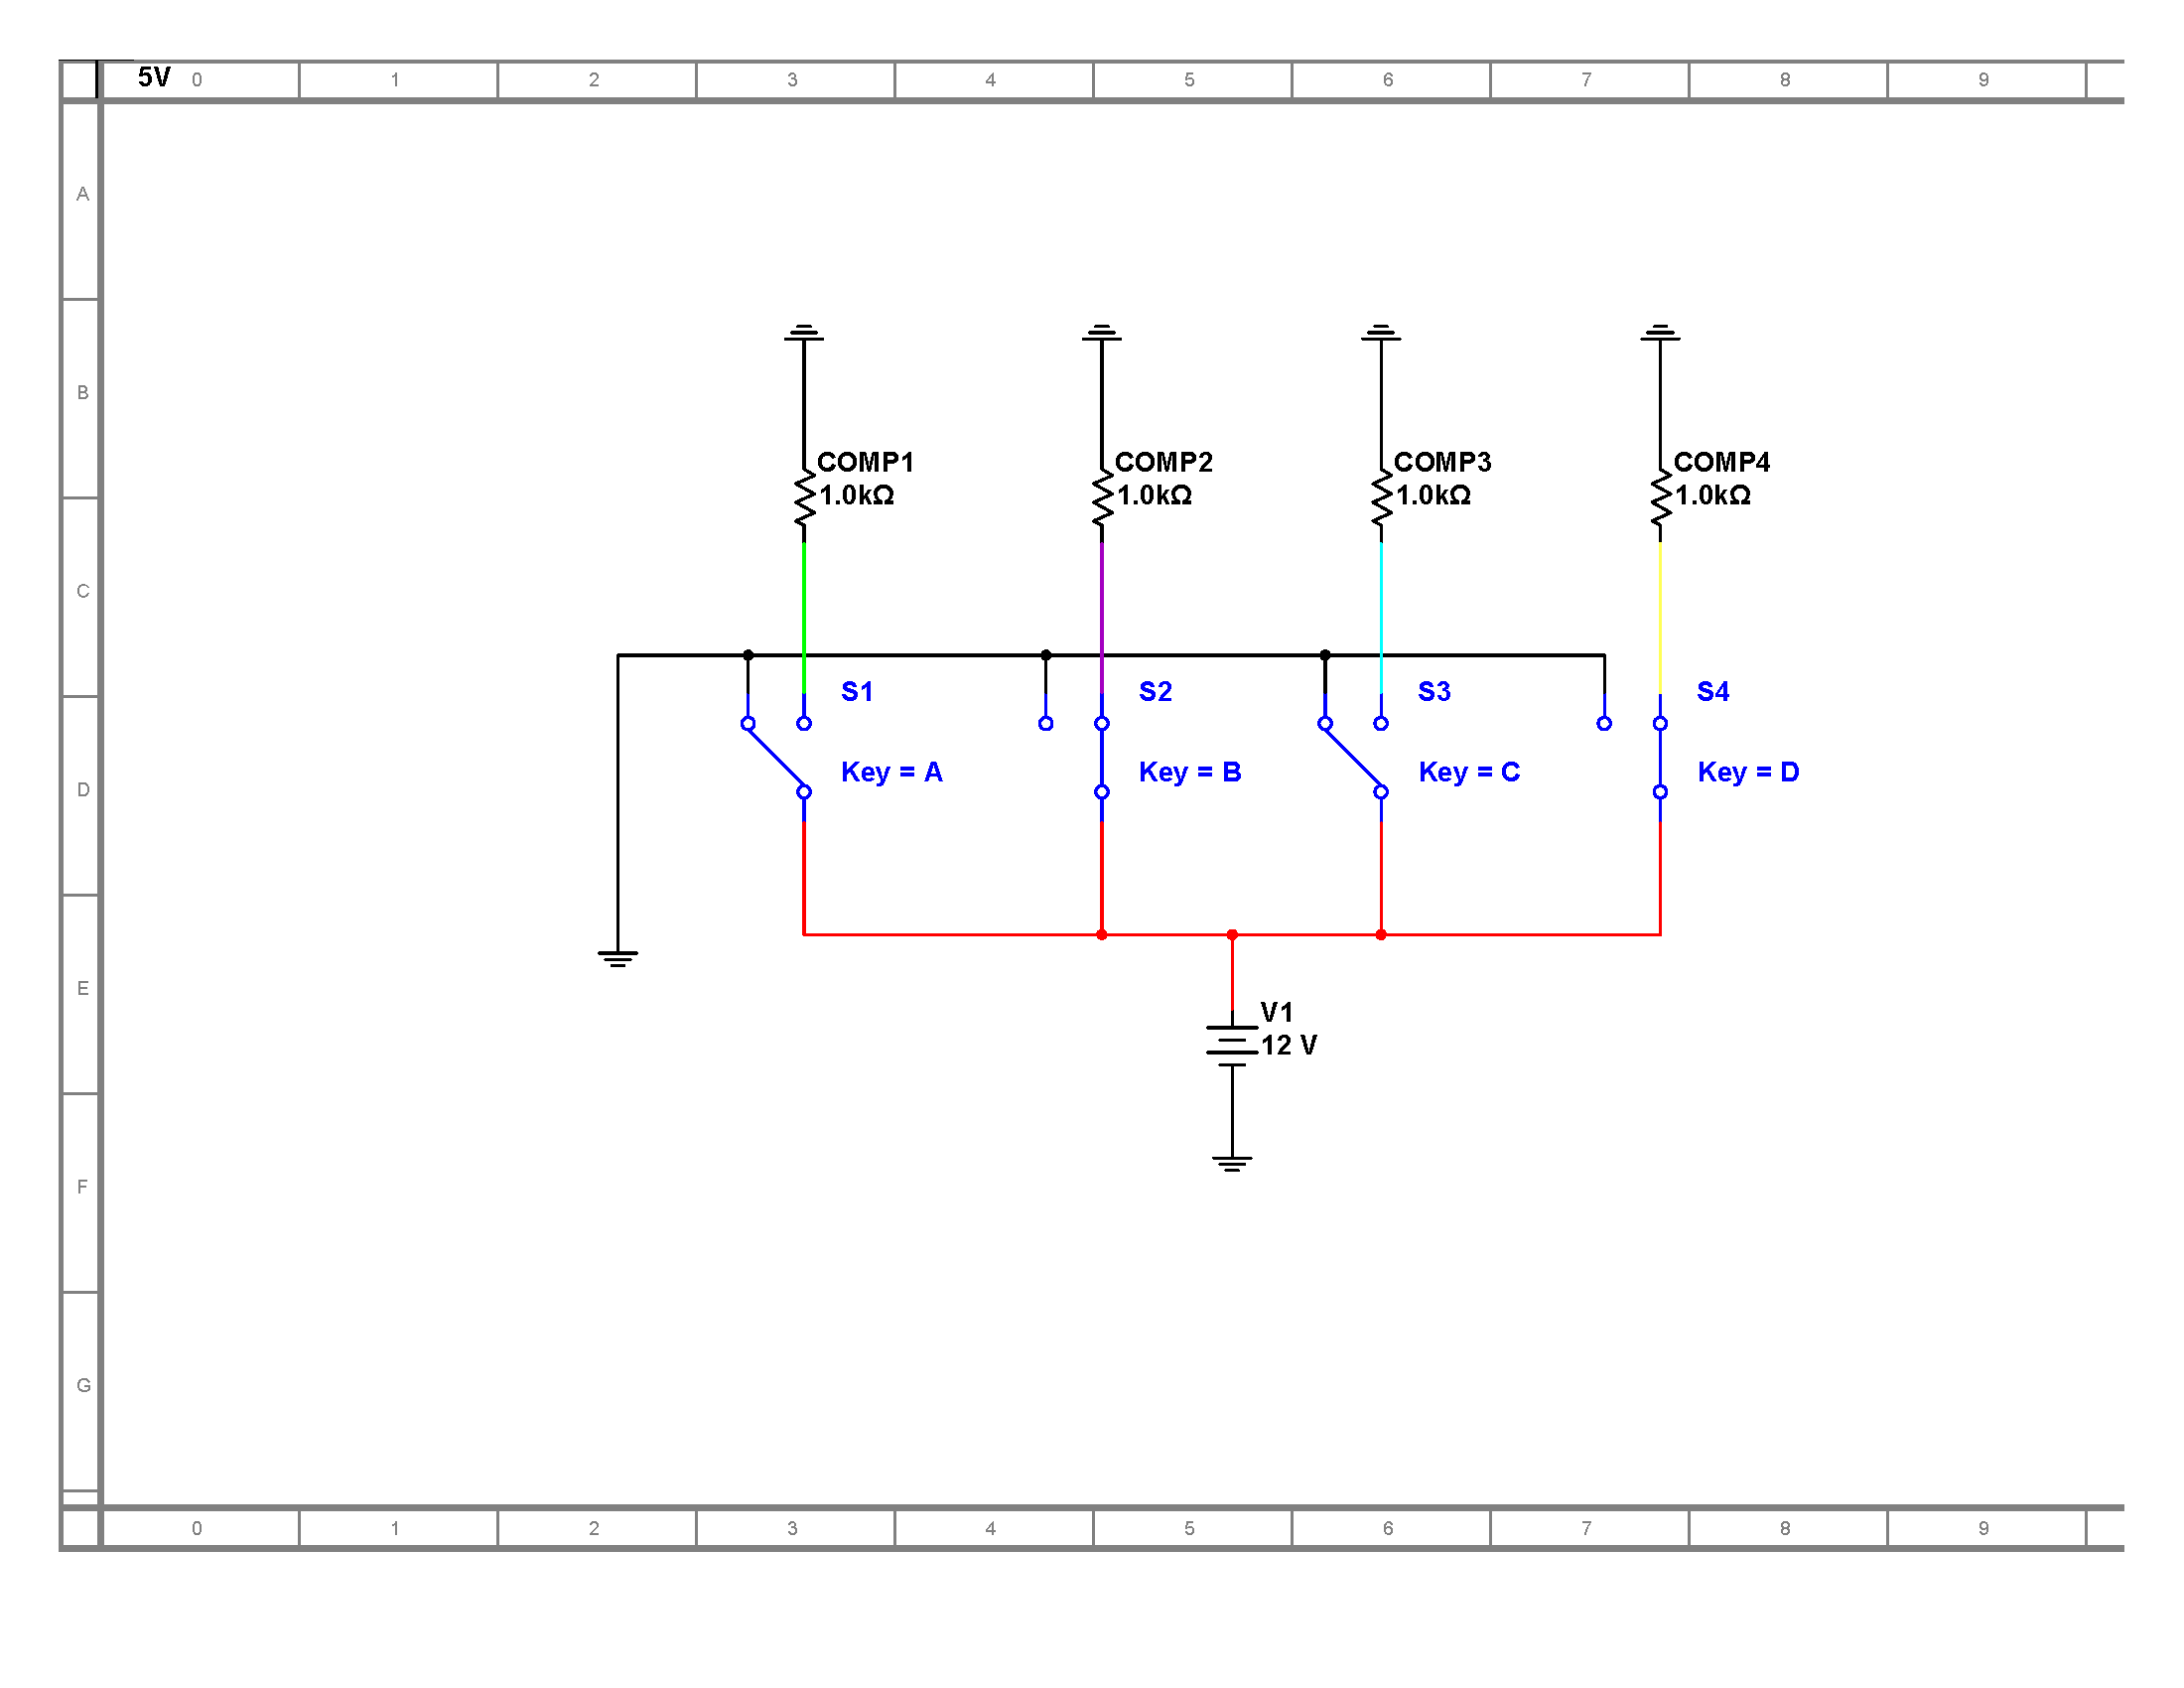 5V 0 1 2 3 4 5 6 7 8 9
A
B
COMP1 COMP2 COMP3 COMP4
1.0kΩ 1.0kΩ 1.0kΩ 1.0kΩ
C
S1 S2 S3 S4
Key = A Key = B Key = C Key = D
D
E
V1
12 V
F
G
0 1 2 3 4 5 6 7 8 9